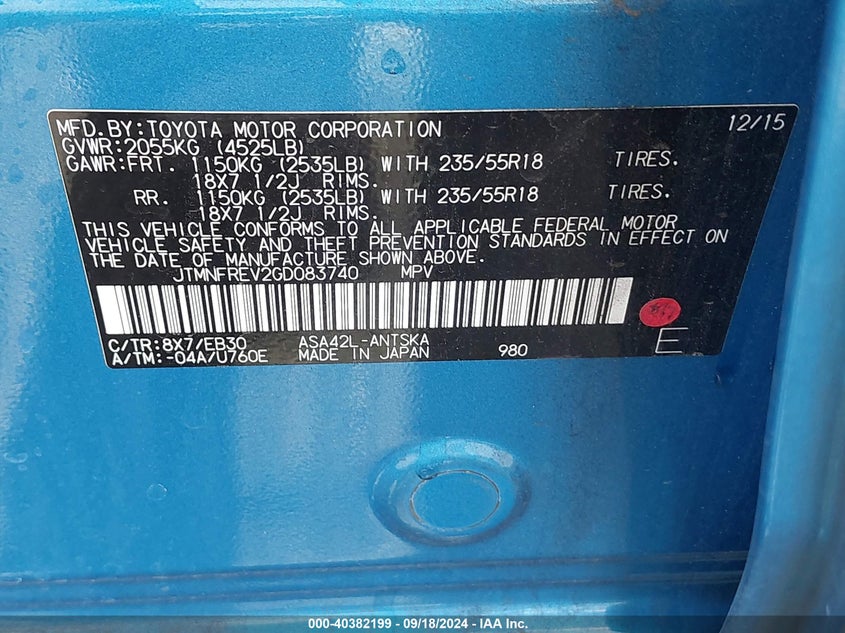 MFD.BY:TOYOTA MOTOR CORPORATION 12/15
GVWR:2055KG (4525LB)
GAWR:FRT. 1150KG (2535LB) WITH 235/55R18 TIRES.
18X7 1/2J RIMS.
RR. 1150KG (2535LB) WITH 235/55R18 TIRES.
18X7 1/2J RIMS.
THIS VEHICLE CONFORMS TO ALL APPLICABLE FEDERAL MOTOR
VEHICLE SAFETY AND THEFT PREVENTION STANDARDS IN EFFECT ON
THE DATE OF MANUFACTURE SHOWN ABOVE.
JTMNFREV2GD083740 MPV
C/TR:8X7/EB30 ASA42L-ANTSKA
A/TM:-04A/U760E MADE IN JAPAN 980 E
000-40382199 - 09/18/2024 - IAA Inc.